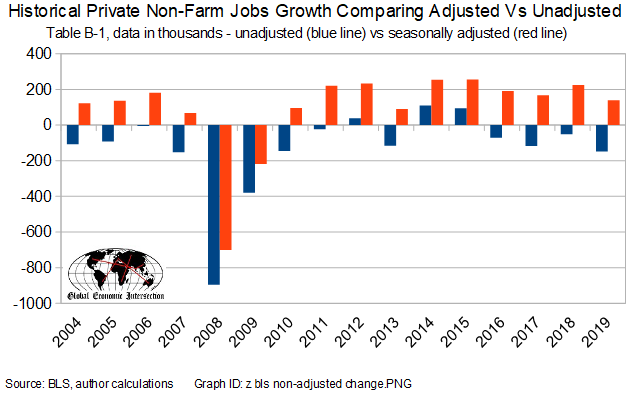 Historical Private Non-Farm Jobs Growth Comparing Adjusted Vs Unadjusted
Table B-1, data in thousands - unadjusted (blue line) vs seasonally adjusted (red line)
400
200
0
-200
-400
-600
-800
-1000
Global Economic Intersection
2004 2005 2006 2007 2008 2009 2010 2011 2012 2013 2014 2015 2016 2017 2018 2019
Source: BLS, author calculations Graph ID: z bls non-adjusted change.PNG